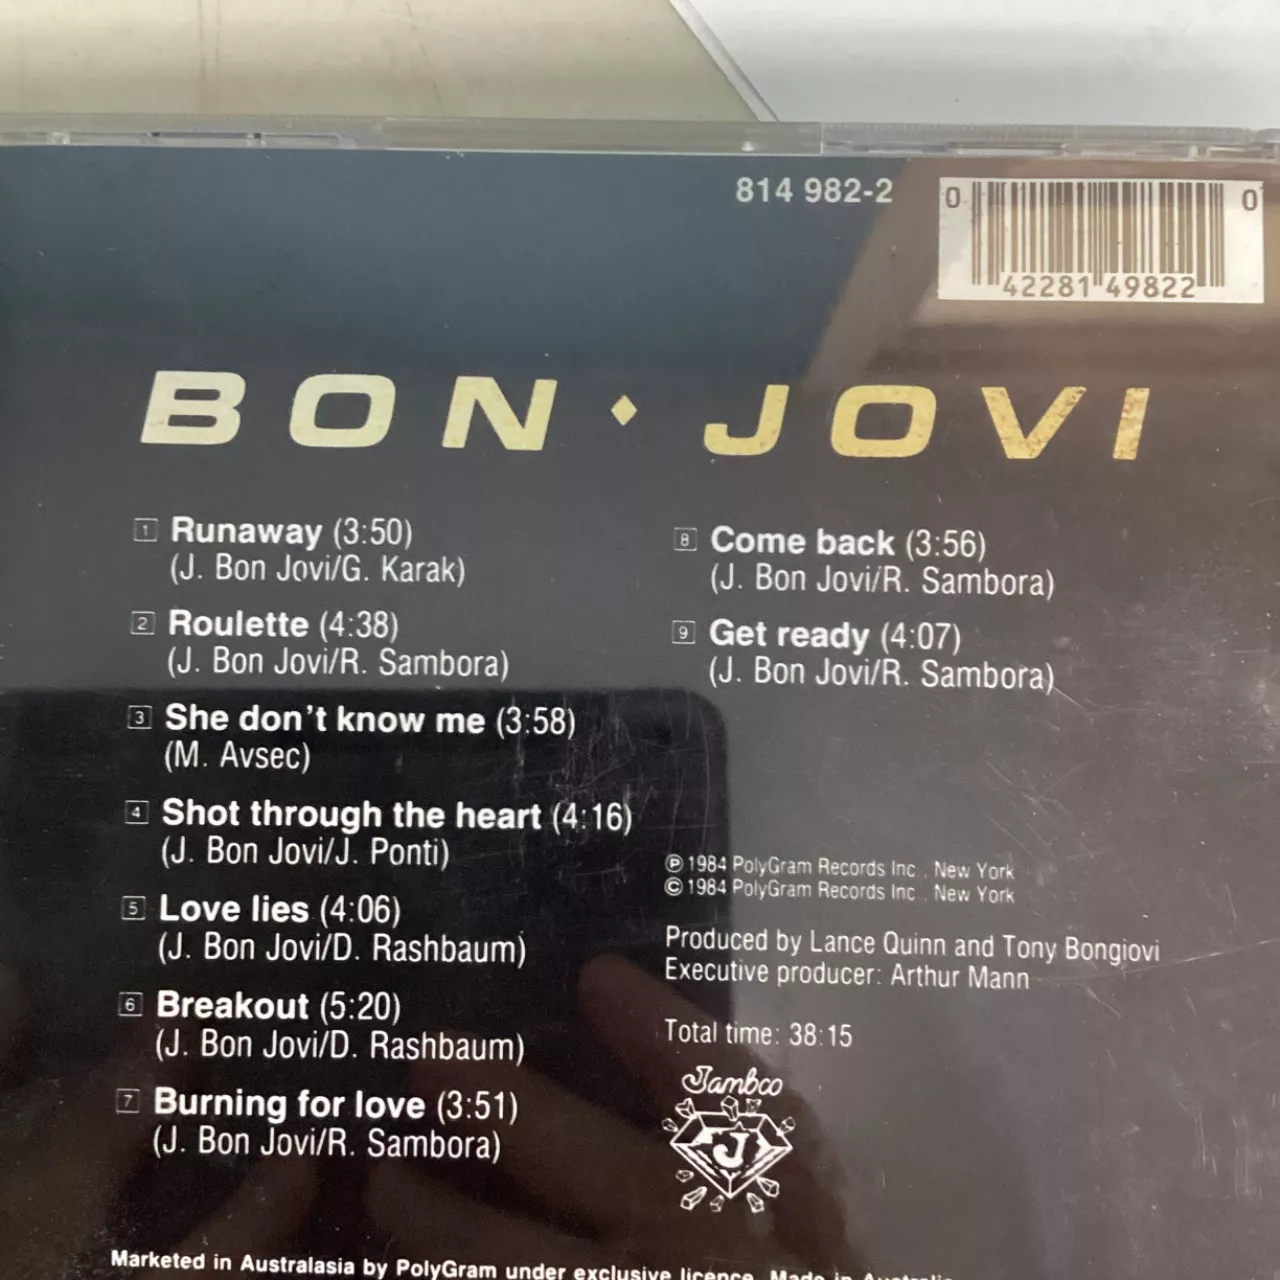 814 982-2
0 42281 49822 0
BON • JOVI
1 Runaway (3:50)
(J. Bon Jovi/G. Karak)
2 Roulette (4:38)
(J. Bon Jovi/R. Sambora)
3 She don't know me (3:58)
(M. Avsec)
4 Shot through the heart (4:16)
(J. Bon Jovi/J. Ponti)
5 Love lies (4:06)
(J. Bon Jovi/D. Rashbaum)
6 Breakout (5:20)
(J. Bon Jovi/D. Rashbaum)
7 Burning for love (3:51)
(J. Bon Jovi/R. Sambora)
8 Come back (3:56)
(J. Bon Jovi/R. Sambora)
9 Get ready (4:07)
(J. Bon Jovi/R. Sambora)
℗ 1984 PolyGram Records Inc., New York
© 1984 PolyGram Records Inc., New York
Produced by Lance Quinn and Tony Bongiovi
Executive producer: Arthur Mann
Total time: 38:15
Jambco
J
Marketed in Australasia by PolyGram under exclusive licence. Made in Australia